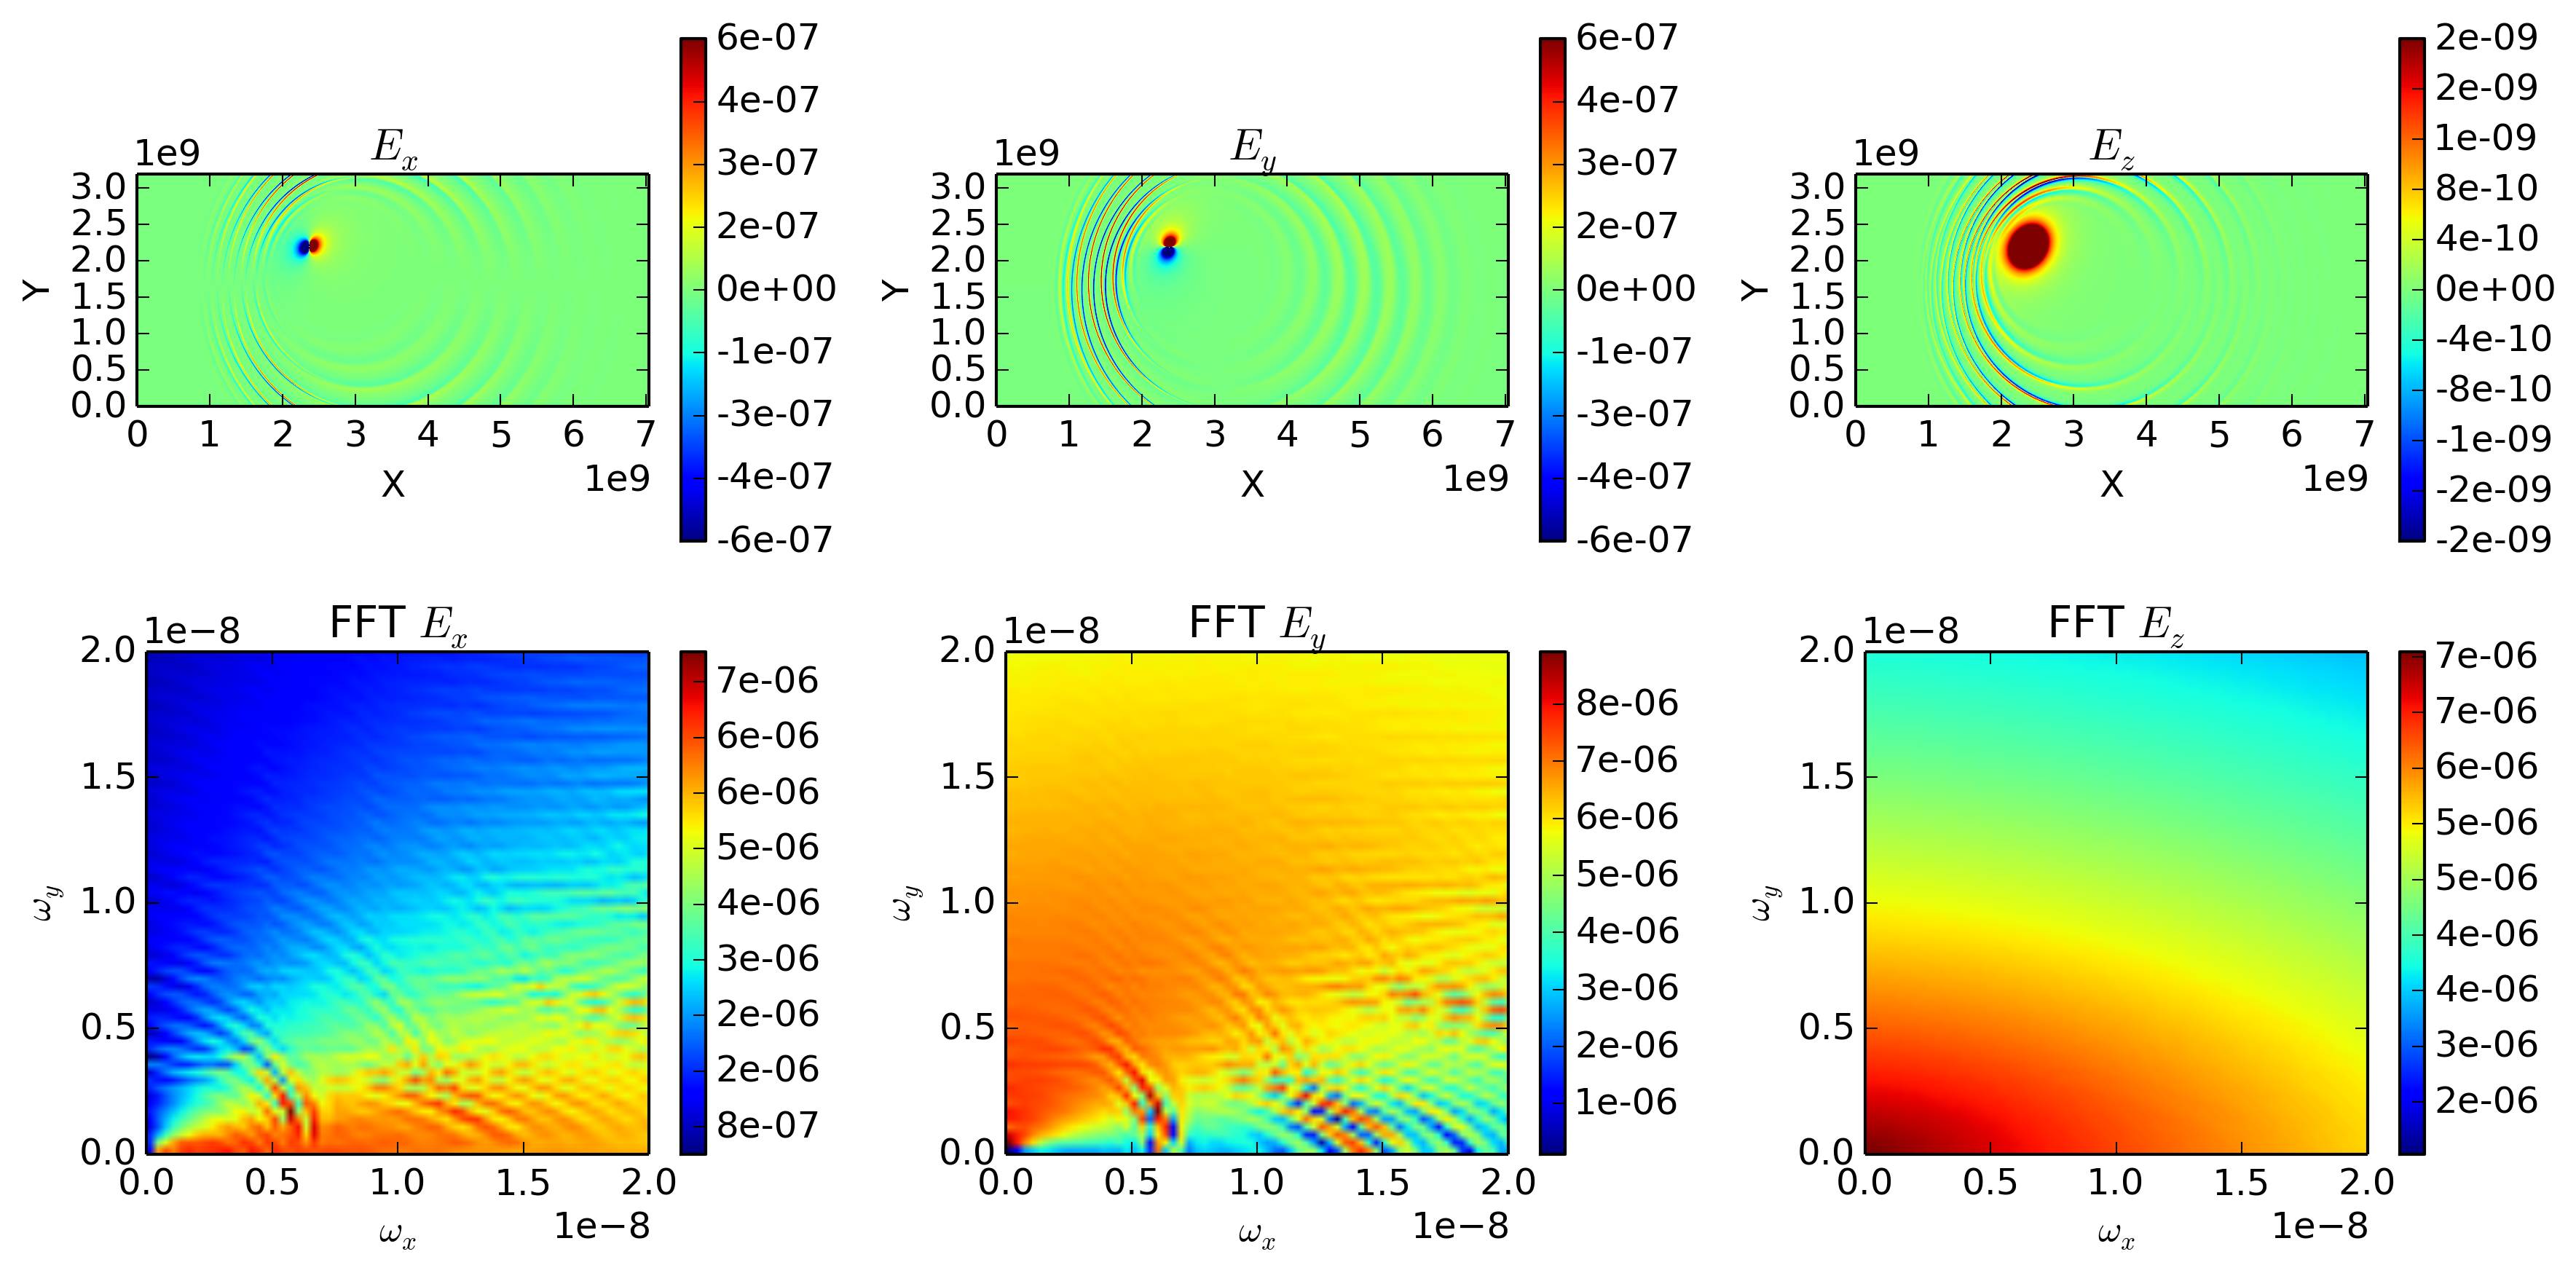 1e9
E_x
3.0
2.5
2.0
1.5
1.0
0.5
0.0
Y
0 1 2 3 4 5 6 7
X
1e9
6e-07
4e-07
3e-07
2e-07
0e+00
-1e-07
-3e-07
-4e-07
-6e-07
1e9
E_y
3.0
2.5
2.0
1.5
1.0
0.5
0.0
Y
0 1 2 3 4 5 6 7
X
1e9
6e-07
4e-07
3e-07
2e-07
0e+00
-1e-07
-3e-07
-4e-07
-6e-07
1e9
E_z
3.0
2.5
2.0
1.5
1.0
0.5
0.0
Y
0 1 2 3 4 5 6 7
X
1e9
2e-09
2e-09
1e-09
8e-10
4e-10
0e+00
-4e-10
-8e-10
-1e-09
-2e-09
-2e-09
1e−8
FFT E_x
2.0
1.5
1.0
0.5
0.0
ω_y
0.0 0.5 1.0 1.5 2.0
ω_x
1e−8
7e-06
6e-06
6e-06
5e-06
4e-06
3e-06
2e-06
2e-06
8e-07
1e−8
FFT E_y
2.0
1.5
1.0
0.5
0.0
ω_y
0.0 0.5 1.0 1.5 2.0
ω_x
1e−8
8e-06
7e-06
6e-06
5e-06
4e-06
3e-06
2e-06
1e-06
1e−8
FFT E_z
2.0
1.5
1.0
0.5
0.0
ω_y
0.0 0.5 1.0 1.5 2.0
ω_x
1e−8
7e-06
7e-06
6e-06
5e-06
5e-06
4e-06
4e-06
3e-06
2e-06